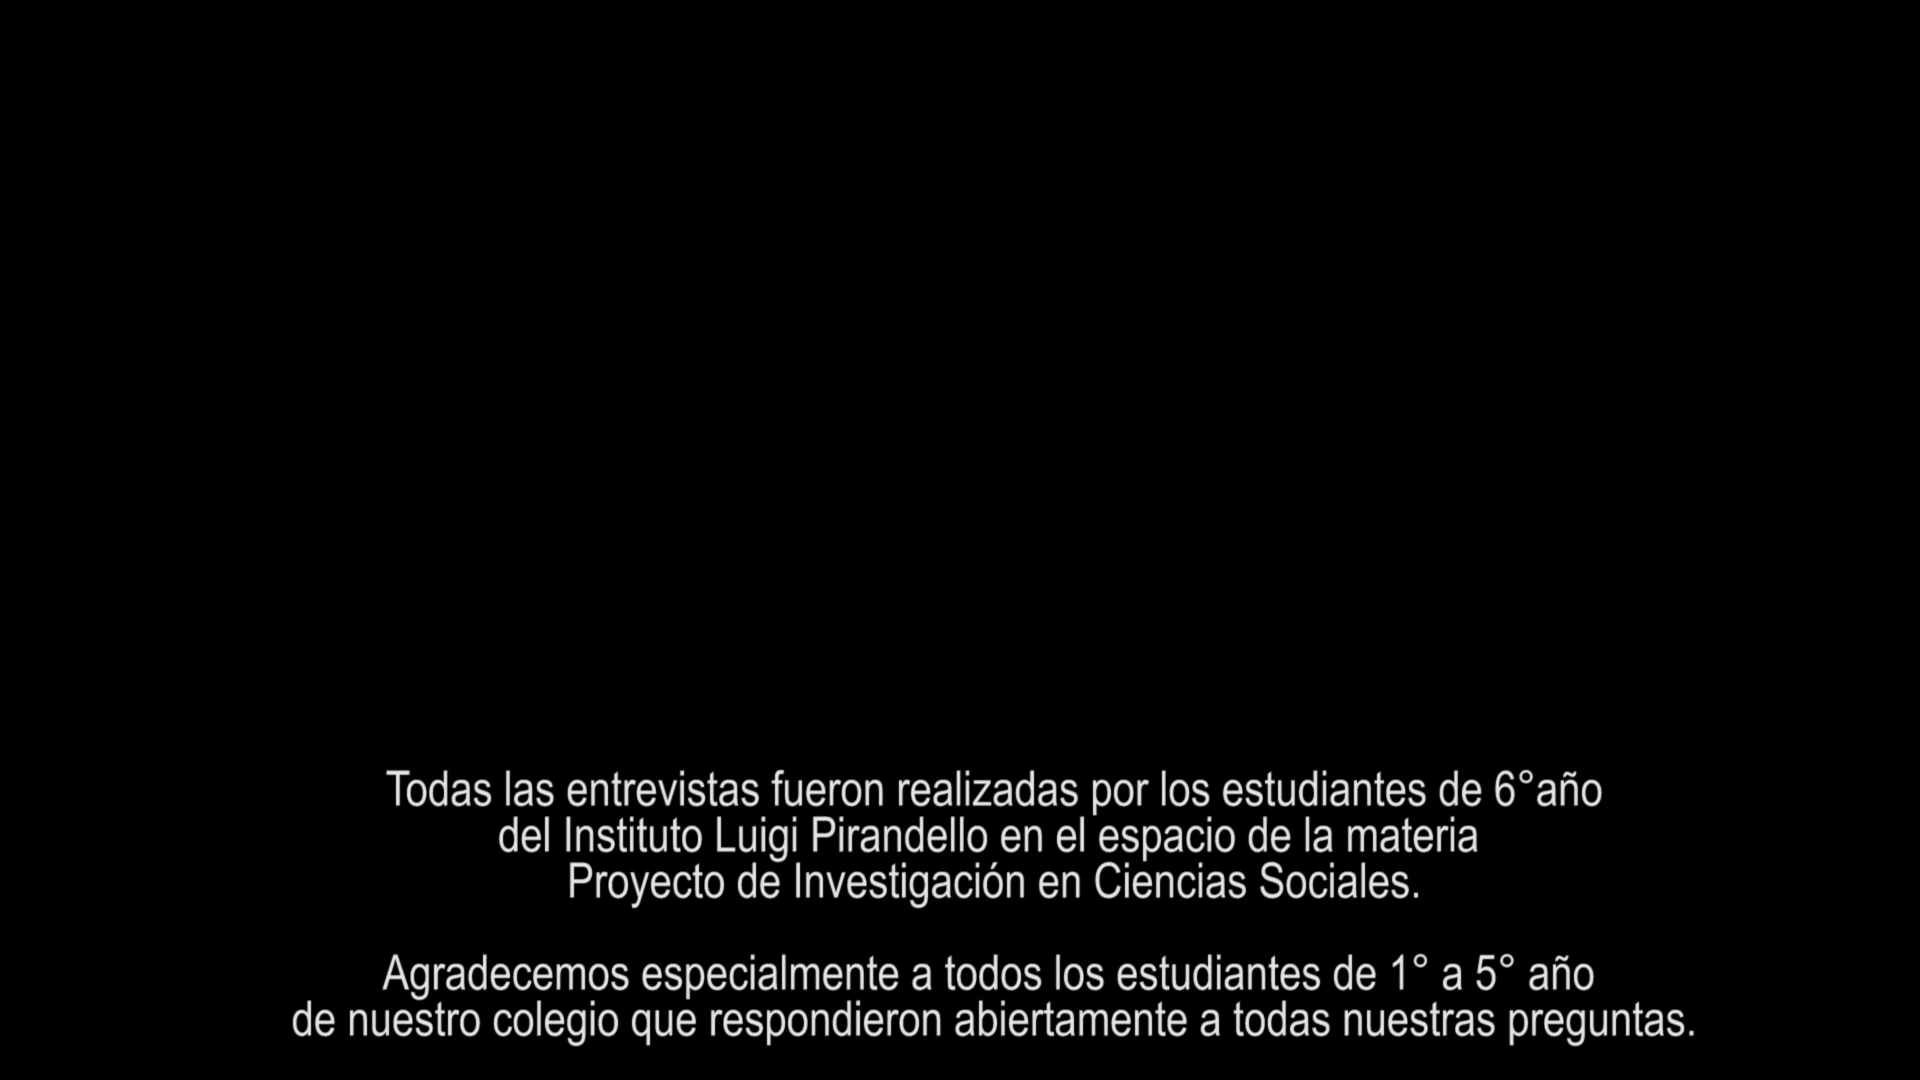 Todas las entrevistas fueron realizadas por los estudiantes de 6°año
del Instituto Luigi Pirandello en el espacio de la materia
Proyecto de Investigación en Ciencias Sociales.
Agradecemos especialmente a todos los estudiantes de 1° a 5° año
de nuestro colegio que respondieron abiertamente a todas nuestras preguntas.